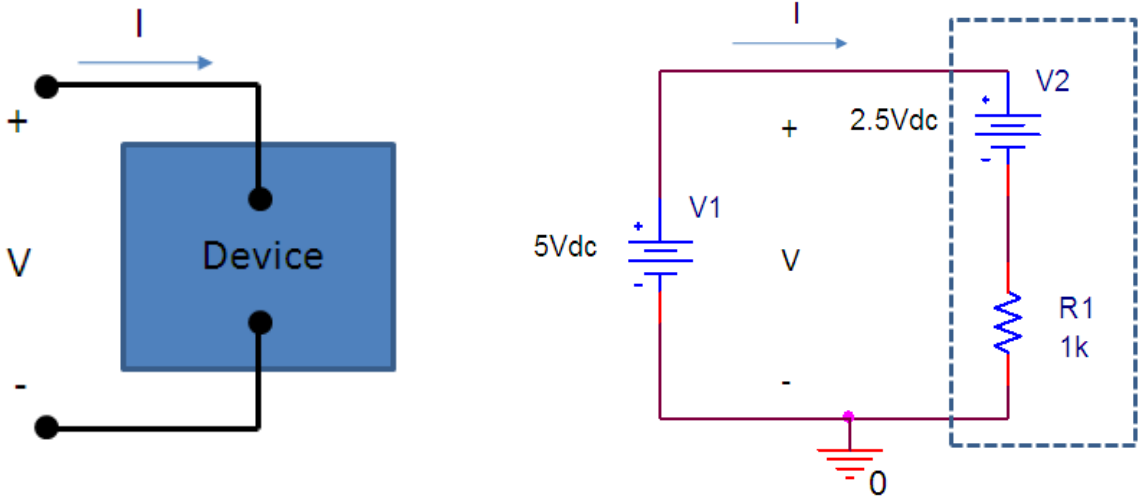 I
+
Device
V
-
I
V2
2.5Vdc
+
-
+
V1
+
5Vdc
V
-
R1
1k
-
0